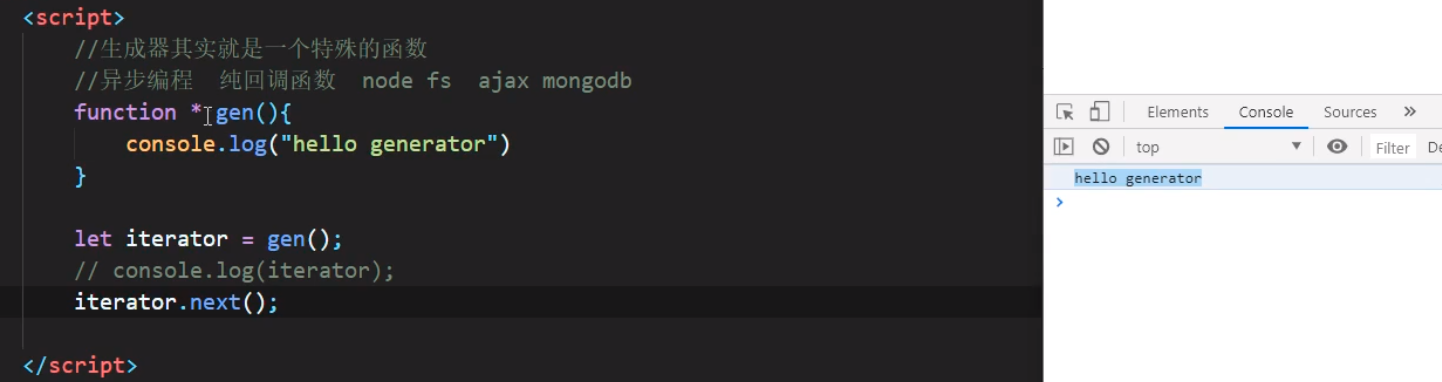 <script>
//生成器其实就是一个特殊的函数
//异步编程  纯回调函数  node fs  ajax mongodb
function * gen(){
console.log("hello generator")
}
let iterator = gen();
// console.log(iterator);
iterator.next();
</script>
Elements Console Sources »
top Filter De
hello generator